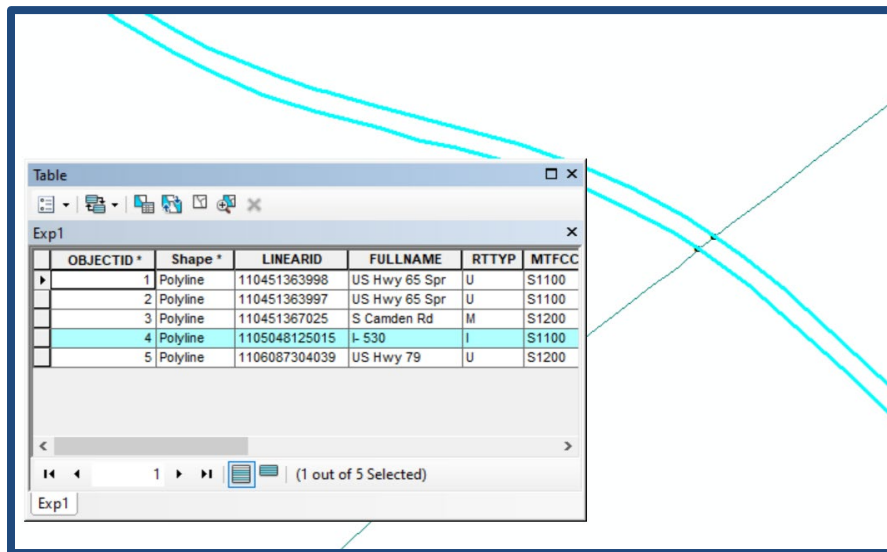 Table
Exp1
OBJECTID * Shape * LINEARID FULLNAME RTTYP MTFCC
1 Polyline 110451363998 US Hwy 65 Spr U S1100
2 Polyline 110451363997 US Hwy 65 Spr U S1100
3 Polyline 110451367025 S Camden Rd M S1200
4 Polyline 1105048125015 I- 530 I S1100
5 Polyline 1106087304039 US Hwy 79 U S1200
1 (1 out of 5 Selected)
Exp1